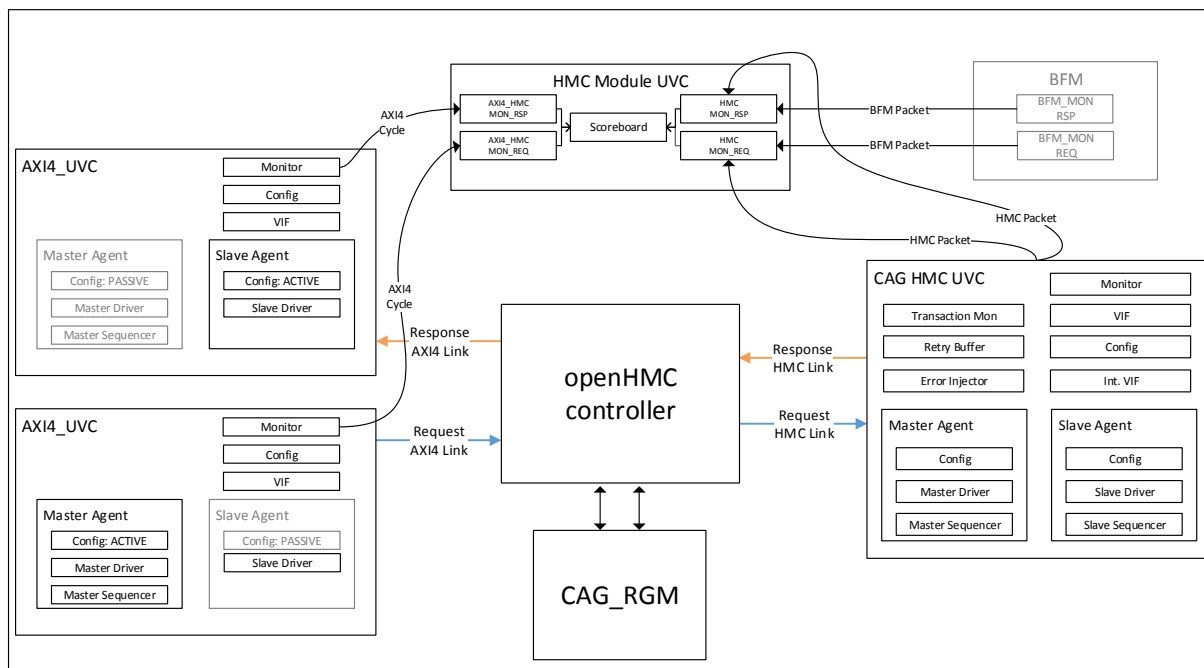 HMC Module UVC
AXI4_HMC
MON_RSP
AXI4_HMC
MON_REQ
Scoreboard
HMC
MON_RSP
HMC
MON_REQ
BFM
BFM_MON
RSP
BFM_MON
REQ
BFM Packet
BFM Packet
AXI4
Cycle
AXI4
Cycle
HMC Packet
HMC Packet
AXI4_UVC
Monitor
Config
VIF
Master Agent
Config: PASSIVE
Master Driver
Master Sequencer
Slave Agent
Config: ACTIVE
Slave Driver
Response
AXI4 Link
AXI4_UVC
Monitor
Config
VIF
Master Agent
Config: ACTIVE
Master Driver
Master Sequencer
Slave Agent
Config: PASSIVE
Slave Driver
Request
AXI4 Link
openHMC
controller
CAG_RGM
Response
HMC Link
Request
HMC Link
CAG HMC UVC
Transaction Mon
Retry Buffer
Error Injector
Monitor
VIF
Config
Int. VIF
Master Agent
Config
Master Driver
Master Sequencer
Slave Agent
Config
Slave Driver
Slave Sequencer